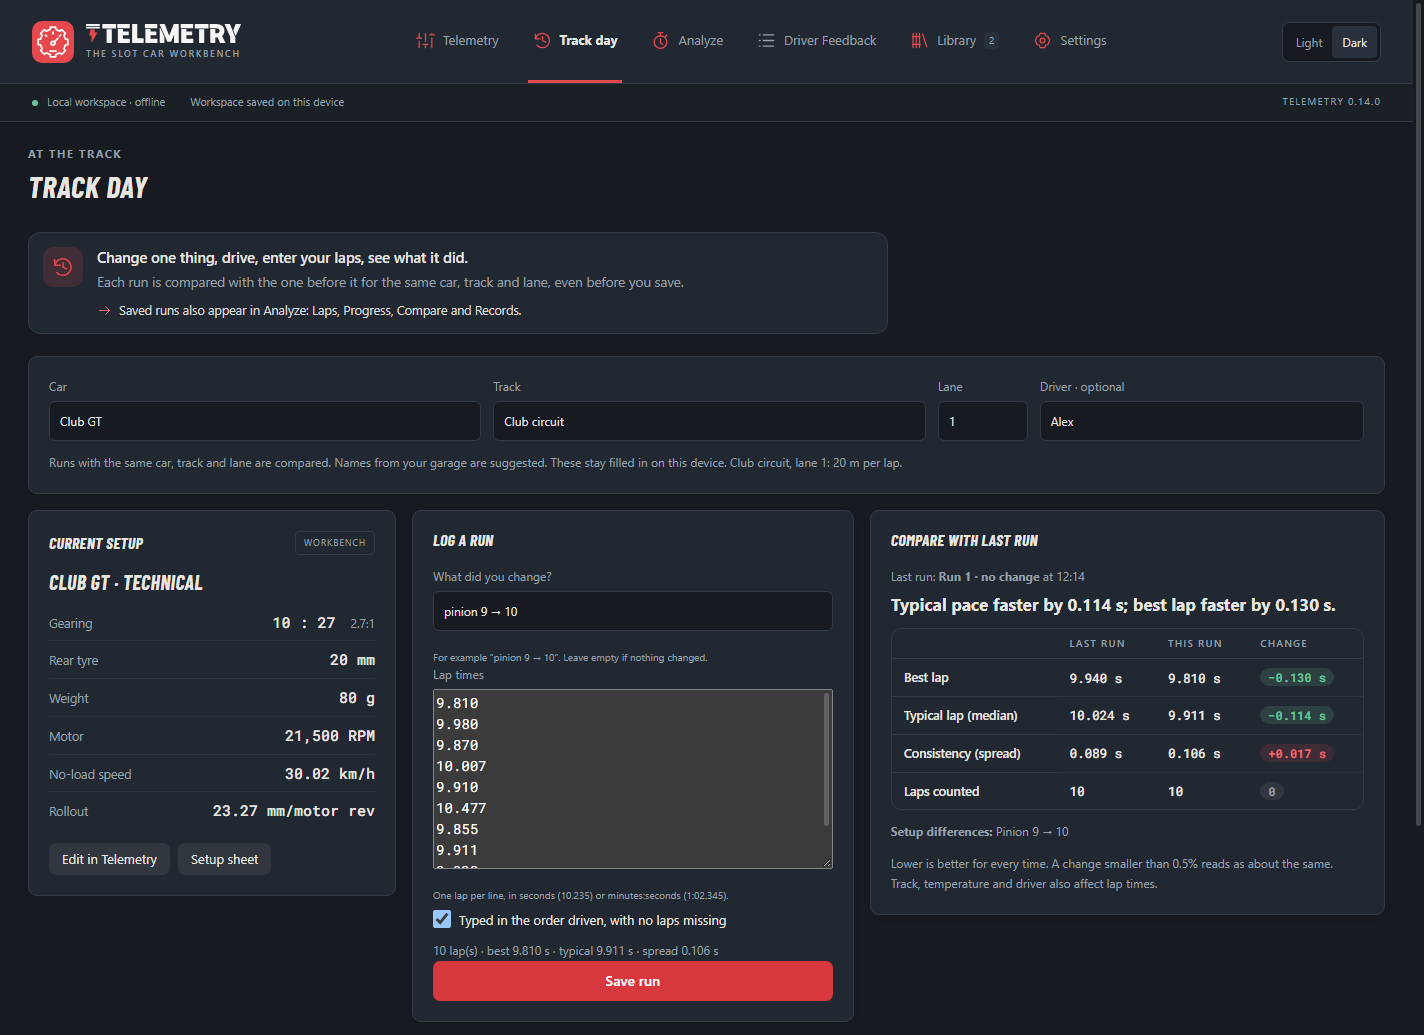 TELEMETRY
THE SLOT CAR WORKBENCH
Telemetry
Track day
Analyze
Driver Feedback
Library 2
Settings
Light Dark
Local workspace · offline
Workspace saved on this device
TELEMETRY 0.14.0
AT THE TRACK
TRACK DAY
Change one thing, drive, enter your laps, see what it did.
Each run is compared with the one before it for the same car, track and lane, even before you save.
→ Saved runs also appear in Analyze: Laps, Progress, Compare and Records.
Car
Club GT
Track
Club circuit
Lane
1
Driver · optional
Alex
Runs with the same car, track and lane are compared. Names from your garage are suggested. These stay filled in on this device. Club circuit, lane 1: 20 m per lap.
CURRENT SETUP
WORKBENCH
CLUB GT · TECHNICAL
Gearing 10 : 27 2.7:1
Rear tyre 20 mm
Weight 80 g
Motor 21,500 RPM
No-load speed 30.02 km/h
Rollout 23.27 mm/motor rev
Edit in Telemetry
Setup sheet
LOG A RUN
What did you change?
pinion 9 → 10
For example "pinion 9 → 10". Leave empty if nothing changed.
Lap times
9.810
9.980
9.870
10.007
9.910
10.477
9.855
9.911
One lap per line, in seconds (10.235) or minutes:seconds (1:02.345).
Typed in the order driven, with no laps missing
10 lap(s) · best 9.810 s · typical 9.911 s · spread 0.106 s
Save run
COMPARE WITH LAST RUN
Last run: Run 1 · no change at 12:14
Typical pace faster by 0.114 s; best lap faster by 0.130 s.
LAST RUN THIS RUN CHANGE
Best lap 9.940 s 9.810 s -0.130 s
Typical lap (median) 10.024 s 9.911 s -0.114 s
Consistency (spread) 0.089 s 0.106 s +0.017 s
Laps counted 10 10 0
Setup differences: Pinion 9 → 10
Lower is better for every time. A change smaller than 0.5% reads as about the same.
Track, temperature and driver also affect lap times.